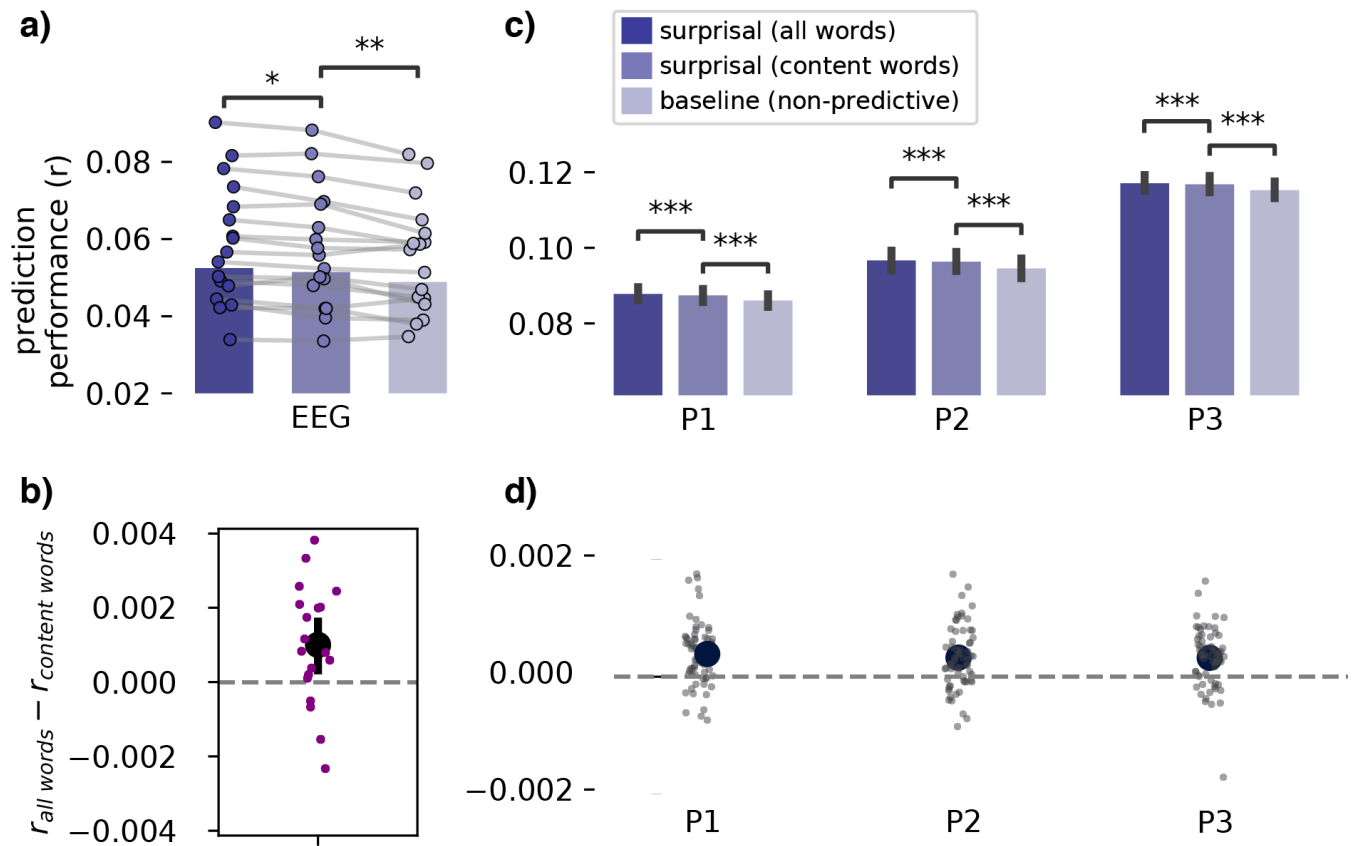 a)
*
**
prediction
performance (r)
0.08
0.06
0.04
0.02
EEG
c)
surprisal (all words)
surprisal (content words)
baseline (non-predictive)
0.12
0.10
0.08
***
***
***
***
***
***
P1
P2
P3
b)
r all words − r content words
0.004
0.002
0.000
−0.002
−0.004
d)
0.002
0.000
−0.002
P1
P2
P3